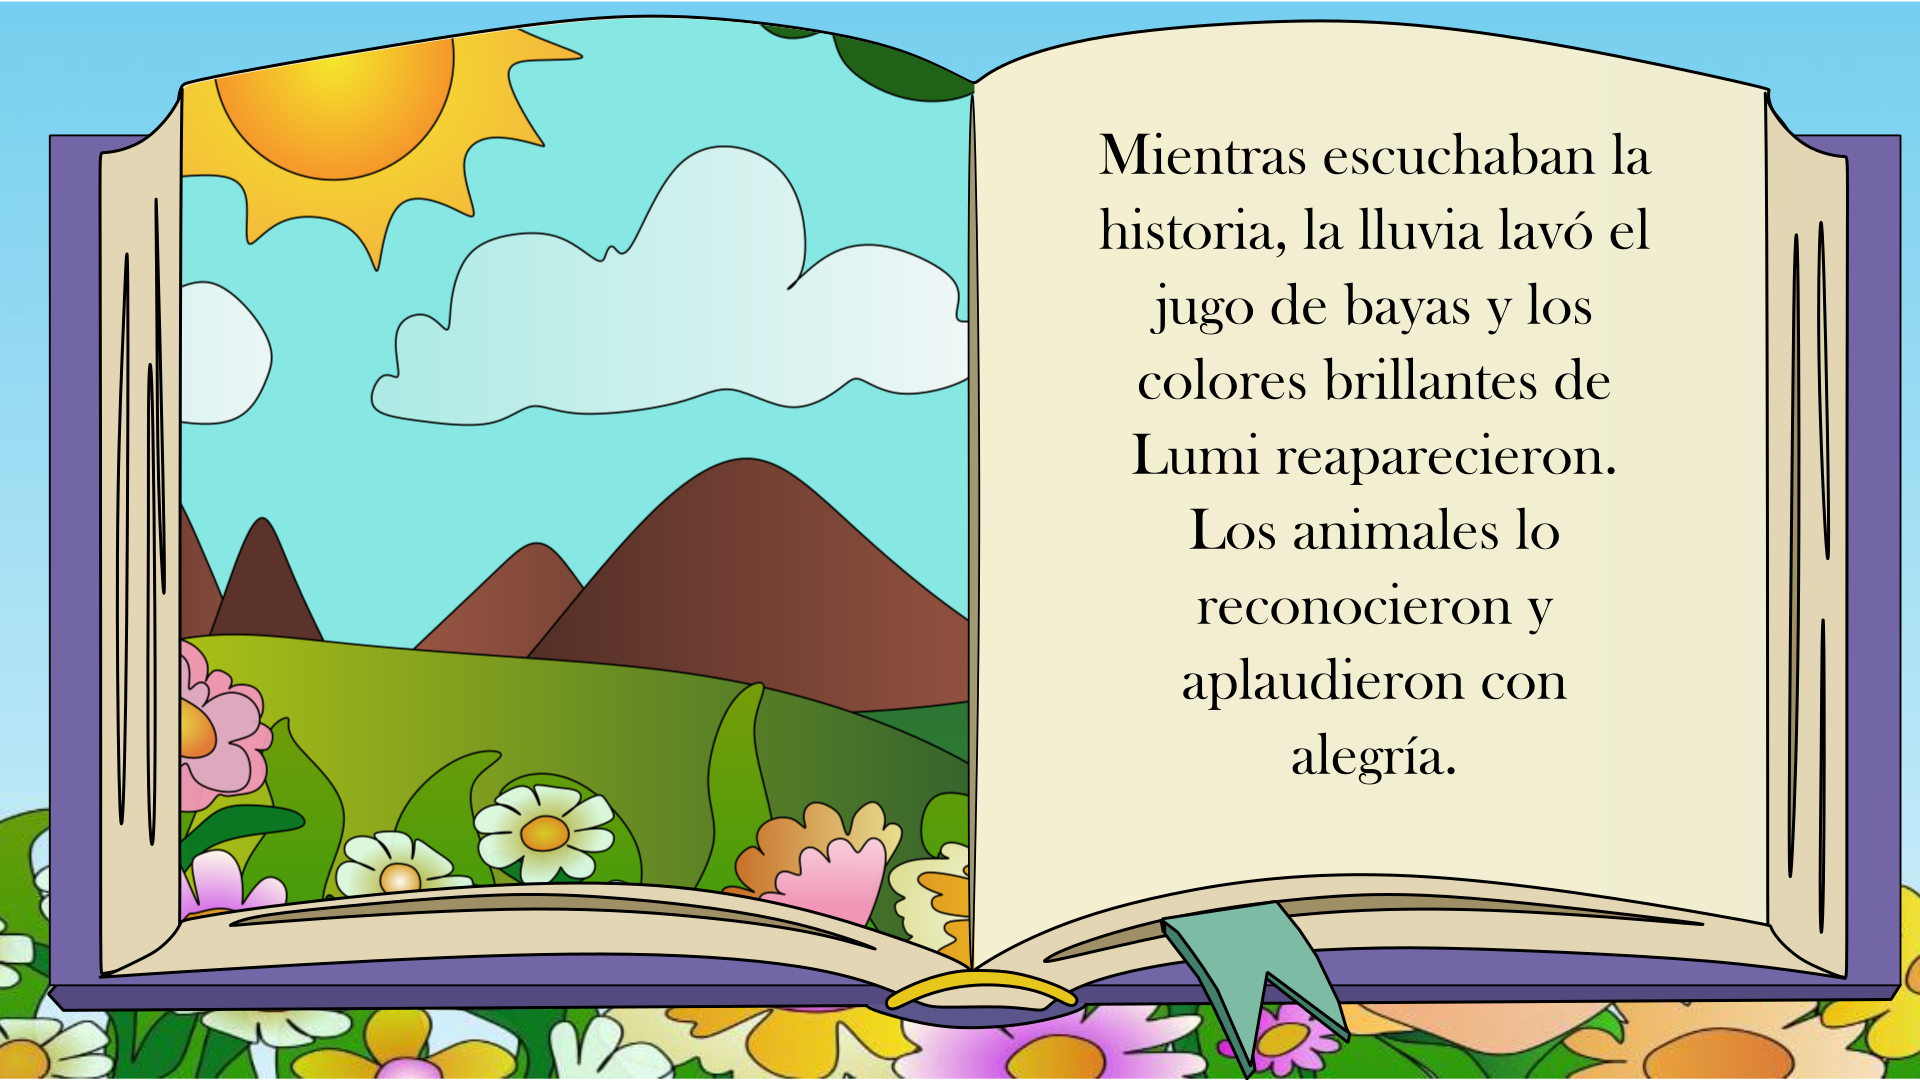 Mientras escuchaban la
historia, la lluvia lavó el
jugo de bayas y los
colores brillantes de
Lumi reaparecieron.
Los animales lo
reconocieron y
aplaudieron con
alegría.